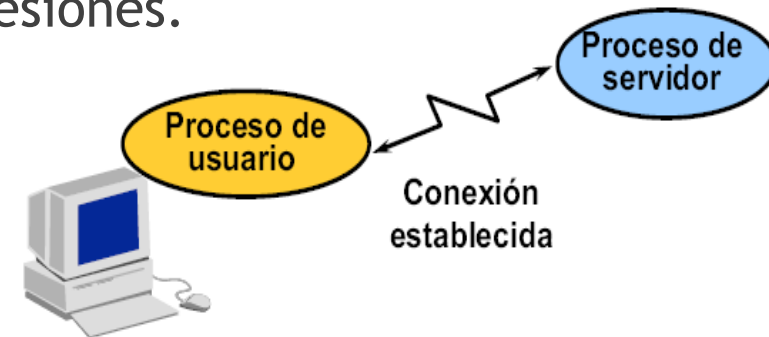 esiones.
Proceso de
servidor
Proceso de
usuario
Conexión
establecida